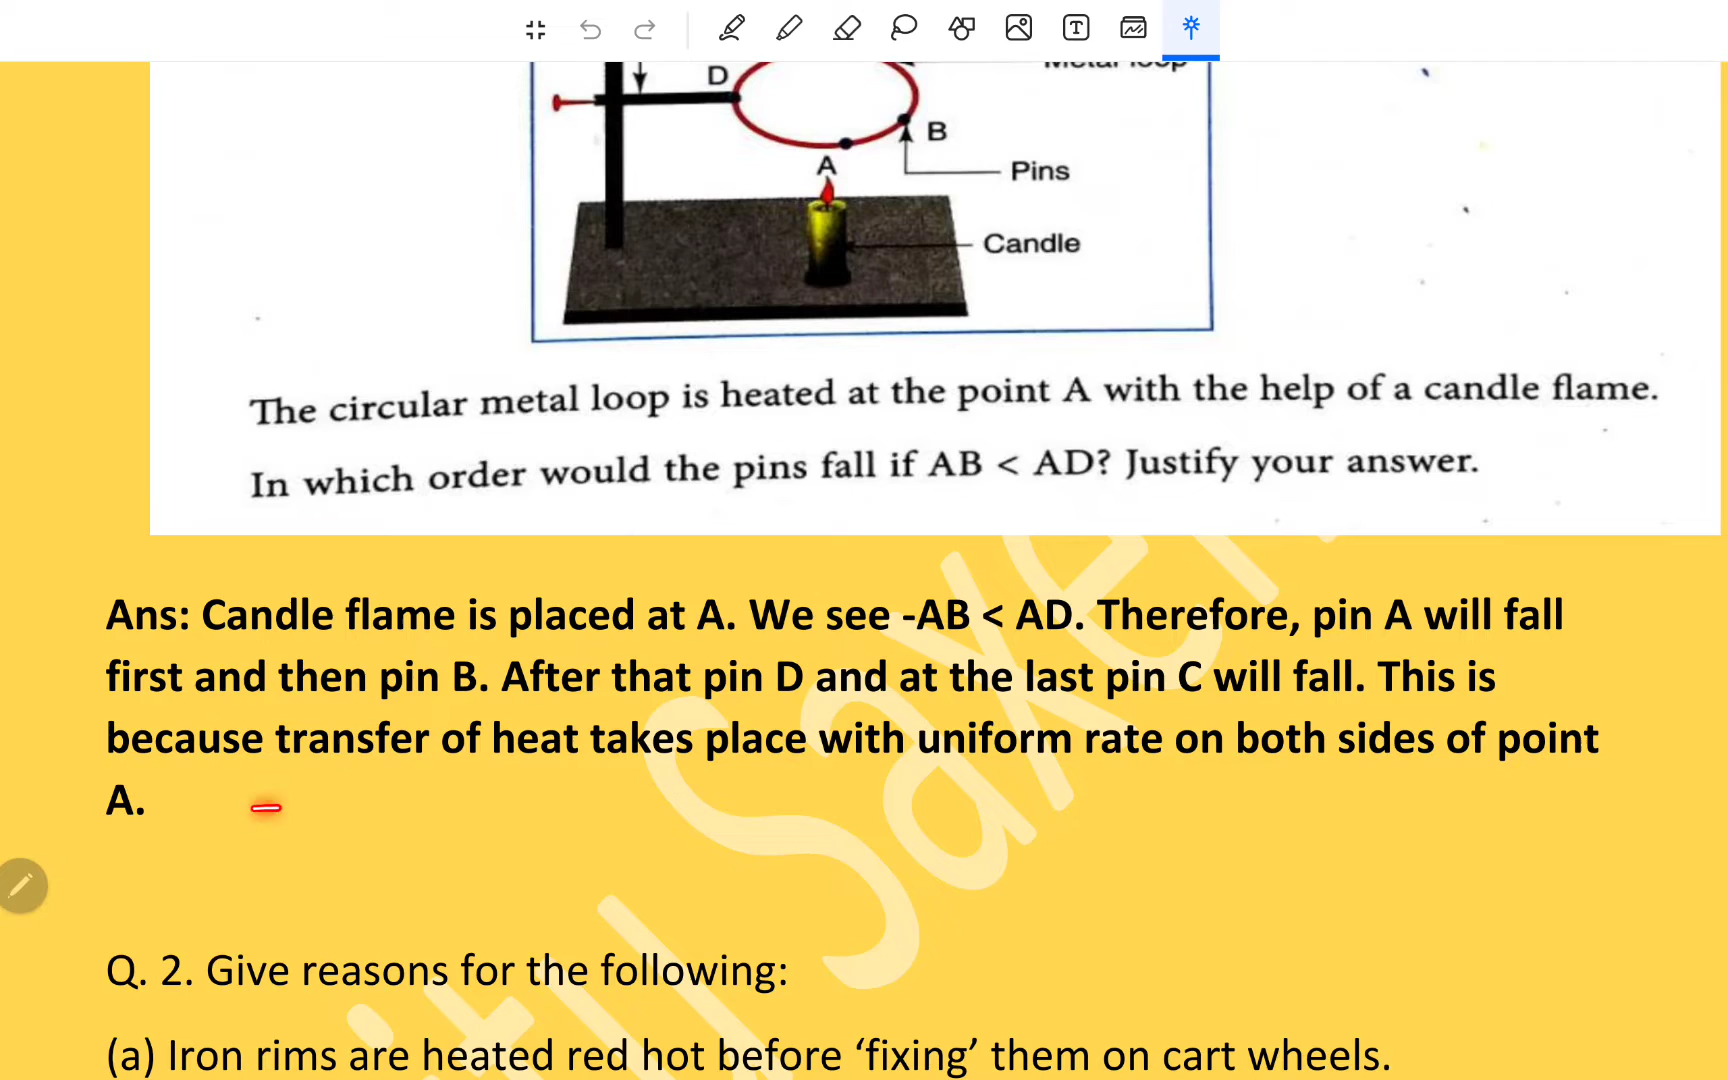 Metal loop
D
B
A
Pins
Candle
The circular metal loop is heated at the point A with the help of a candle flame.
In which order would the pins fall if AB < AD? Justify your answer.
Ans: Candle flame is placed at A. We see -AB < AD. Therefore, pin A will fall
first and then pin B. After that pin D and at the last pin C will fall. This is
because transfer of heat takes place with uniform rate on both sides of point
A.
Q. 2. Give reasons for the following:
(a) Iron rims are heated red hot before ‘fixing’ them on cart wheels.